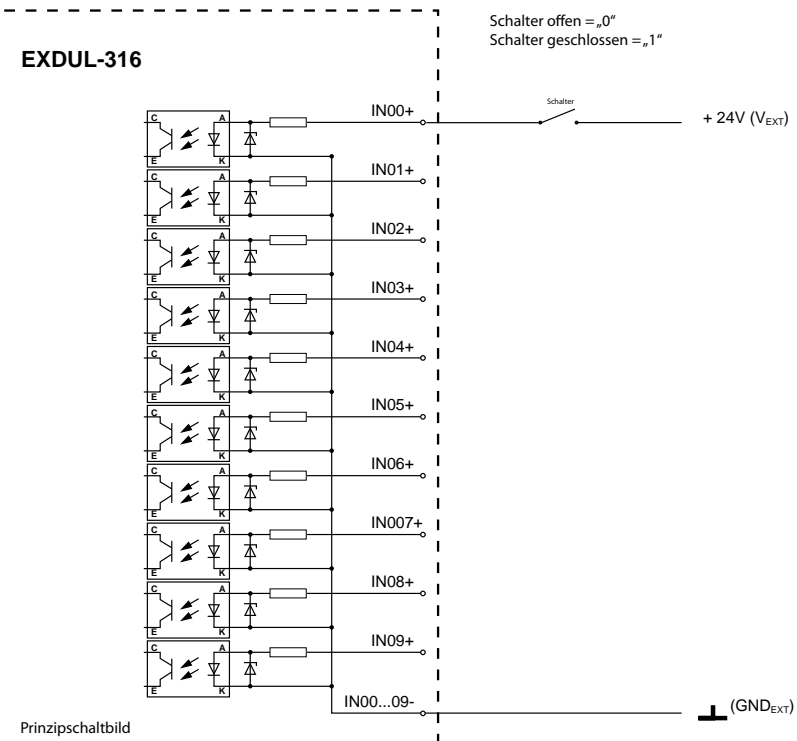 Schalter offen = „0“
Schalter geschlossen = „1“
EXDUL-316
Schalter
+ 24V (VEXT)
C A IN00+
E K
C A IN01+
E K
C A IN02+
E K
C A IN03+
E K
C A IN04+
E K
C A IN05+
E K
C A IN06+
E K
C A IN007+
E K
C A IN08+
E K
C A IN09+
E K
IN00...09-
(GNDEXT)
Prinzipschaltbild